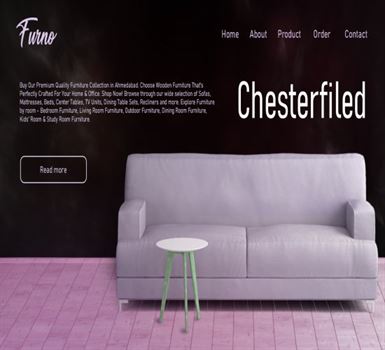 Furno
Home About Product Order Contact
Buy Our Premium Quality Furniture Collection in Ahmedabad. Choose Wooden Furniture That's
Perfectly Crafted For Your Home & Office. Shop Now! Browse through our wide selection of Sofas,
Mattresses, Beds, Center Tables, TV Units, Dining Table Sets, Recliners and more. Explore Furniture
by room - Bedroom Furniture, Living Room Furniture, Outdoor Furniture, Dining Room Furniture,
Kids' Room & Study Room Furniture.
Chesterfiled
Read more